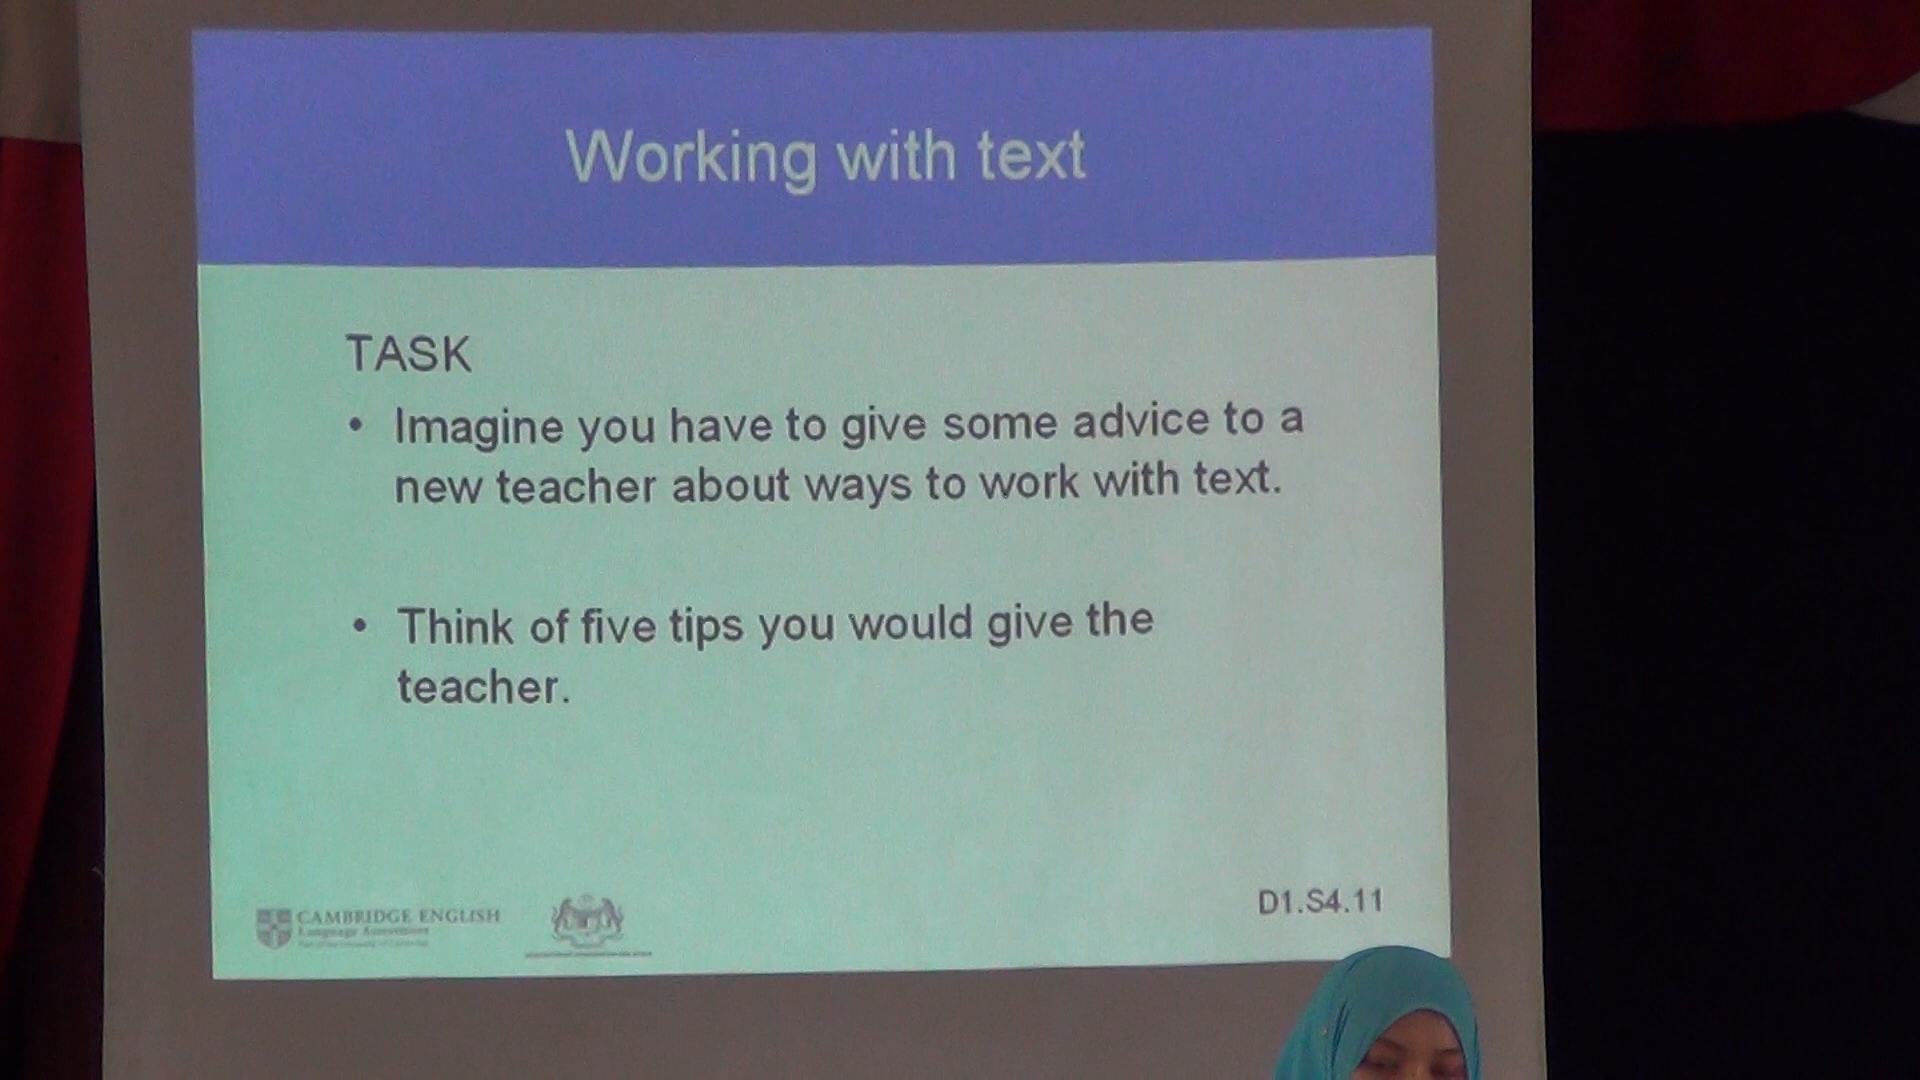 Working with text
TASK
• Imagine you have to give some advice to a
new teacher about ways to work with text.
• Think of five tips you would give the
teacher.
CAMBRIDGE ENGLISH
Language Assessment
D1.S4.11